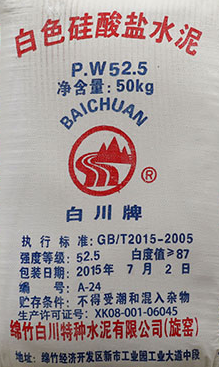 白色硅酸盐水泥
P.W52.5
净含量：50kg
BAICHUAN
®
白川牌
执行标准：GB/T2015-2005
强度等级：52.5 白度值≥87
包装日期：2015年7月2日
编号：A-24
贮存条件：不得受潮和混入杂物
生产许可证号：XK08-001-06045
绵竹白川特种水泥有限公司(旋窑)
地址：绵竹经济开发区新市工业园工业大道中段